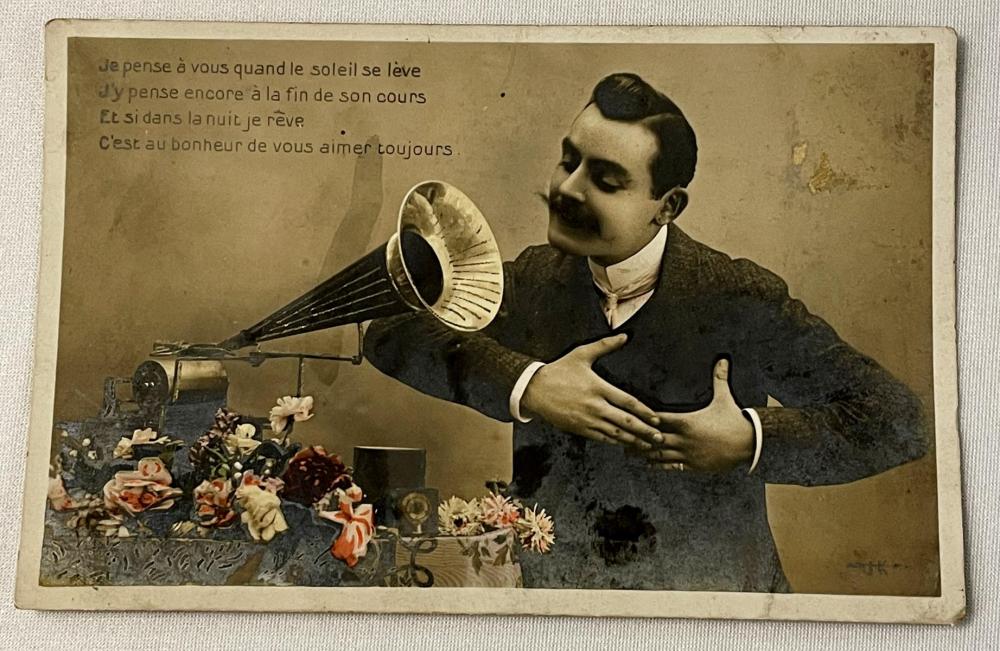 Je pense à vous quand le soleil se lève
J'y pense encore à la fin de son cours
Et si dans la nuit je rêve
C'est au bonheur de vous aimer toujours.